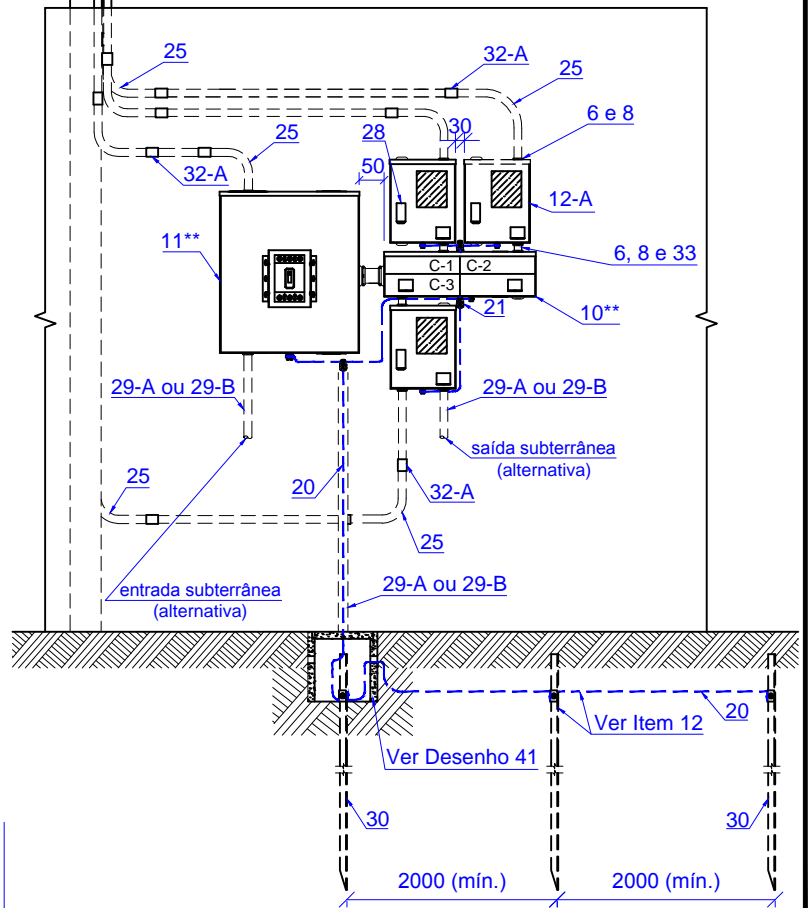 25
32-A
25
30
6 e 8
28
25
32-A
50
12-A
11**
6, 8 e 33
C-1
C-2
C-3
21
10**
29-A ou 29-B
29-A ou 29-B
saída subterrânea
(alternativa)
25
20
32-A
25
entrada subterrânea
(alternativa)
29-A ou 29-B
20
Ver Item 12
Ver Desenho 41
30
30
2000 (mín.)
2000 (mín.)